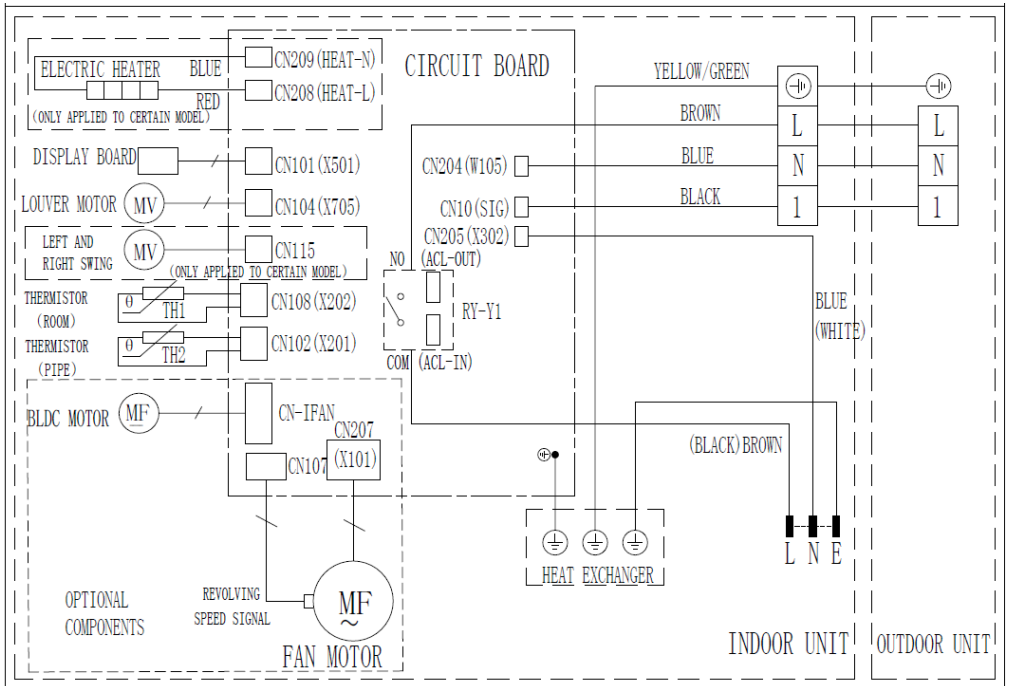 ELECTRIC HEATER
BLUE
RED
(ONLY APPLIED TO CERTAIN MODEL)
CN209(HEAT-N)
CN208(HEAT-L)
CIRCUIT BOARD
DISPLAY BOARD
CN101(X501)
LOUVER MOTOR
MV
CN104(X705)
LEFT AND
RIGHT SWING
MV
CN115
(ONLY APPLIED TO CERTAIN MODEL)
THERMISTOR
(ROOM)
θ
TH1
CN108(X202)
THERMISTOR
(PIPE)
θ
TH2
CN102(X201)
YELLOW/GREEN
BROWN
L
L
CN204(W105)
BLUE
N
N
CN10(SIG)
BLACK
1
1
CN205(X302)
NO (ACL-OUT)
RY-Y1
COM (ACL-IN)
BLUE
(WHITE)
BLDC MOTOR
MF
CN-IFAN
CN207
(X101)
CN107
(BLACK)BROWN
L N E
HEAT EXCHANGER
OPTIONAL
COMPONENTS
REVOLVING
SPEED SIGNAL
MF
~
FAN MOTOR
INDOOR UNIT
OUTDOOR UNIT